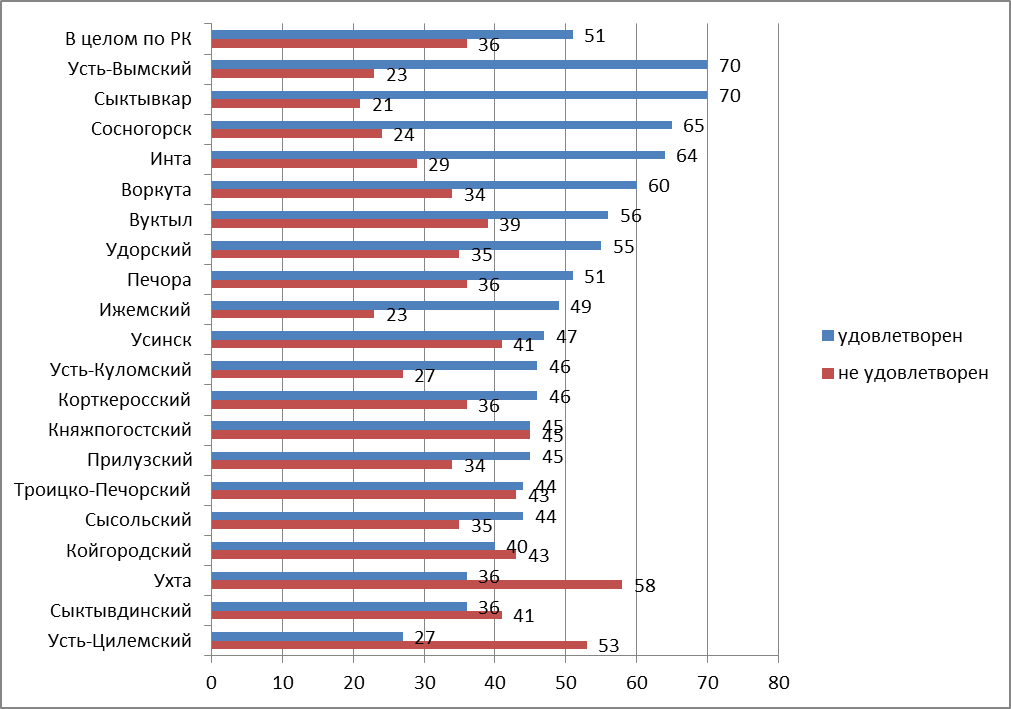 В целом по РК 51
36
Усть-Вымский 70
23
Сыктывкар 70
21
Сосногорск 65
24
Инта 64
29
Воркута 60
34
Вуктыл 56
39
Удорский 55
35
Печора 51
36
Ижемский 49
23
Усинск 47
41
Усть-Куломский 46
27
Корткеросский 46
36
Княжпогостский 45
45
Прилузский 45
34
Троицко-Печорский 44
43
Сысольский 44
35
Койгородский 40
43
Ухта 36
58
Сыктывдинский 36
41
Усть-Цилемский 27
53
0 10 20 30 40 50 60 70 80
удовлетворен
не удовлетворен